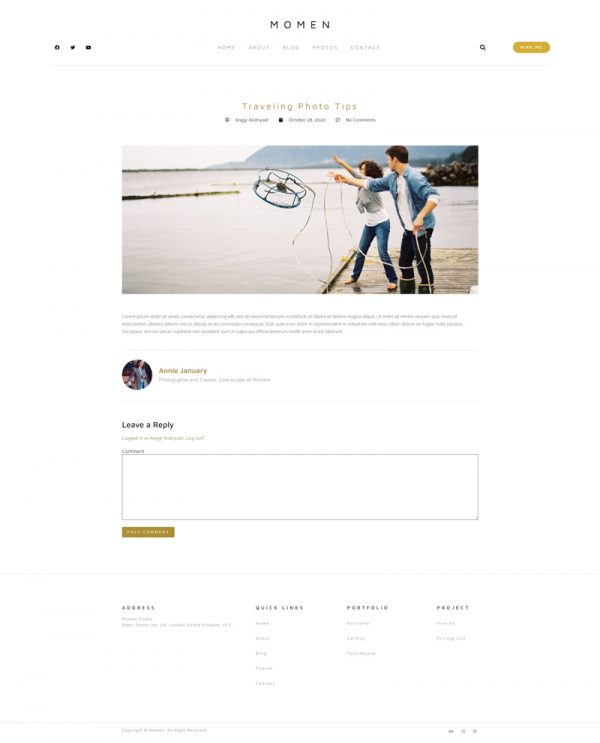 MOMEN
HOME ABOUT BLOG PHOTOS CONTACT
HIRE ME
Traveling Photo Tips
Anggi Andriyadi October 28, 2020 No Comments
Lorem ipsum dolor sit amet, consectetur adipiscing elit, sed do eiusmod tempor incididunt ut labore et dolore magna aliqua. Ut enim ad minim veniam, quis nostrud
exercitation ullamco laboris nisi ut aliquip ex ea commodo consequat. Duis aute irure dolor in reprehenderit in voluptate velit esse cillum dolore eu fugiat nulla pariatur.
Excepteur sint occaecat cupidatat non proident, sunt in culpa qui officia deserunt mollit anim id est laborum
Annie January
Photographer and Traveler. Love to take all Moment
Leave a Reply
Logged in as Anggi Andriyadi. Log out?
Comment
POST COMMENT
ADDRESS
Momen Studio
London United Kingdom,
QUICK LINKS
Home
About
Blog
Photos
Contact
PORTFOLIO
Portfolio
Gallery
Testimonial
PROJECT
Hire Us
Pricing List
Copyright © Momen. All Right Reserved